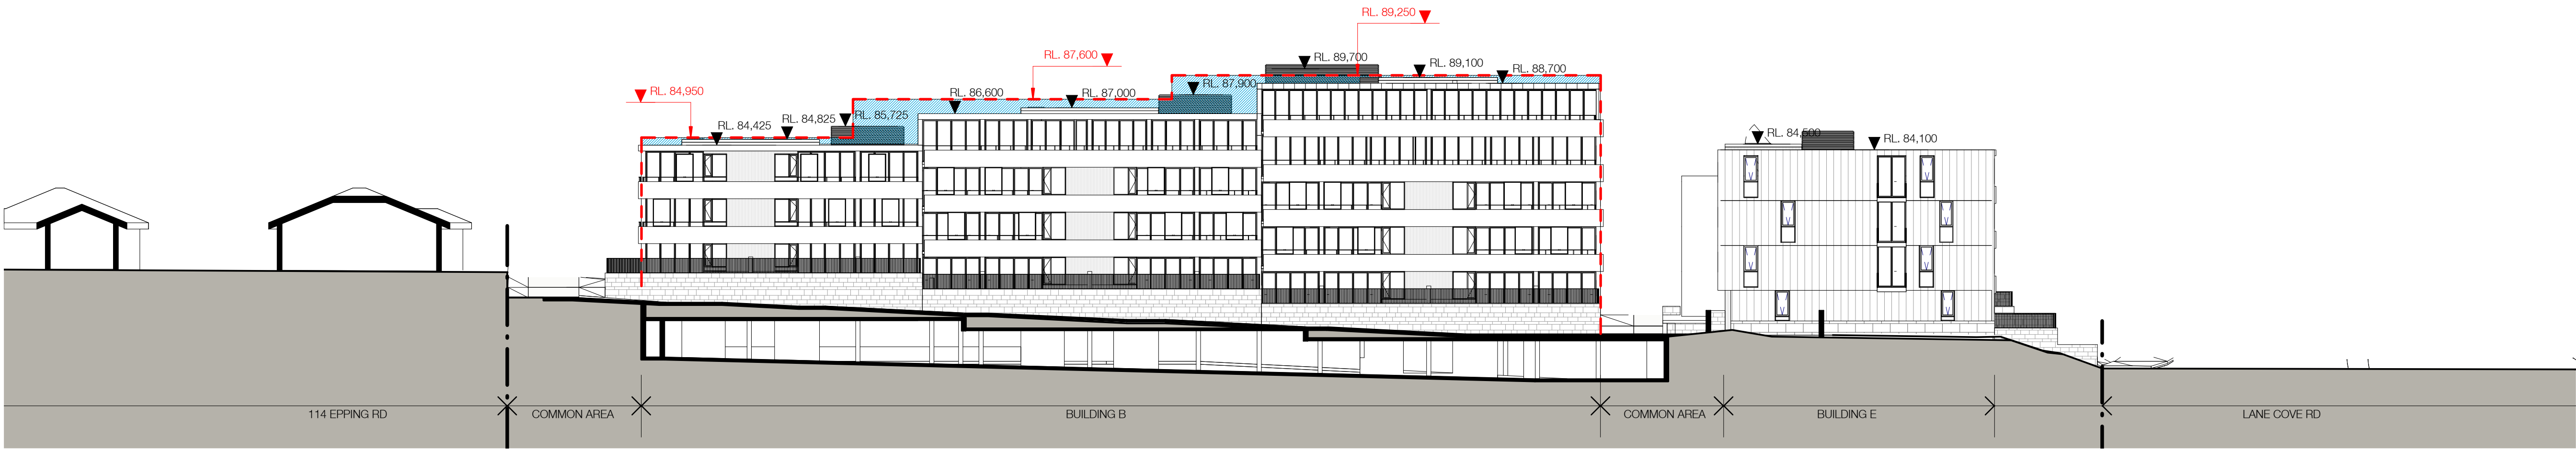 RL. 89,250
RL. 87,600
RL. 89,700
RL. 89,100
RL. 88,700
RL. 84,950
RL. 86,600
RL. 87,000
RL. 87,900
RL. 84,425
RL. 84,825
RL. 85,725
RL. 84,500
RL. 84,100
114 EPPING RD
COMMON AREA
BUILDING B
COMMON AREA
BUILDING E
LANE COVE RD